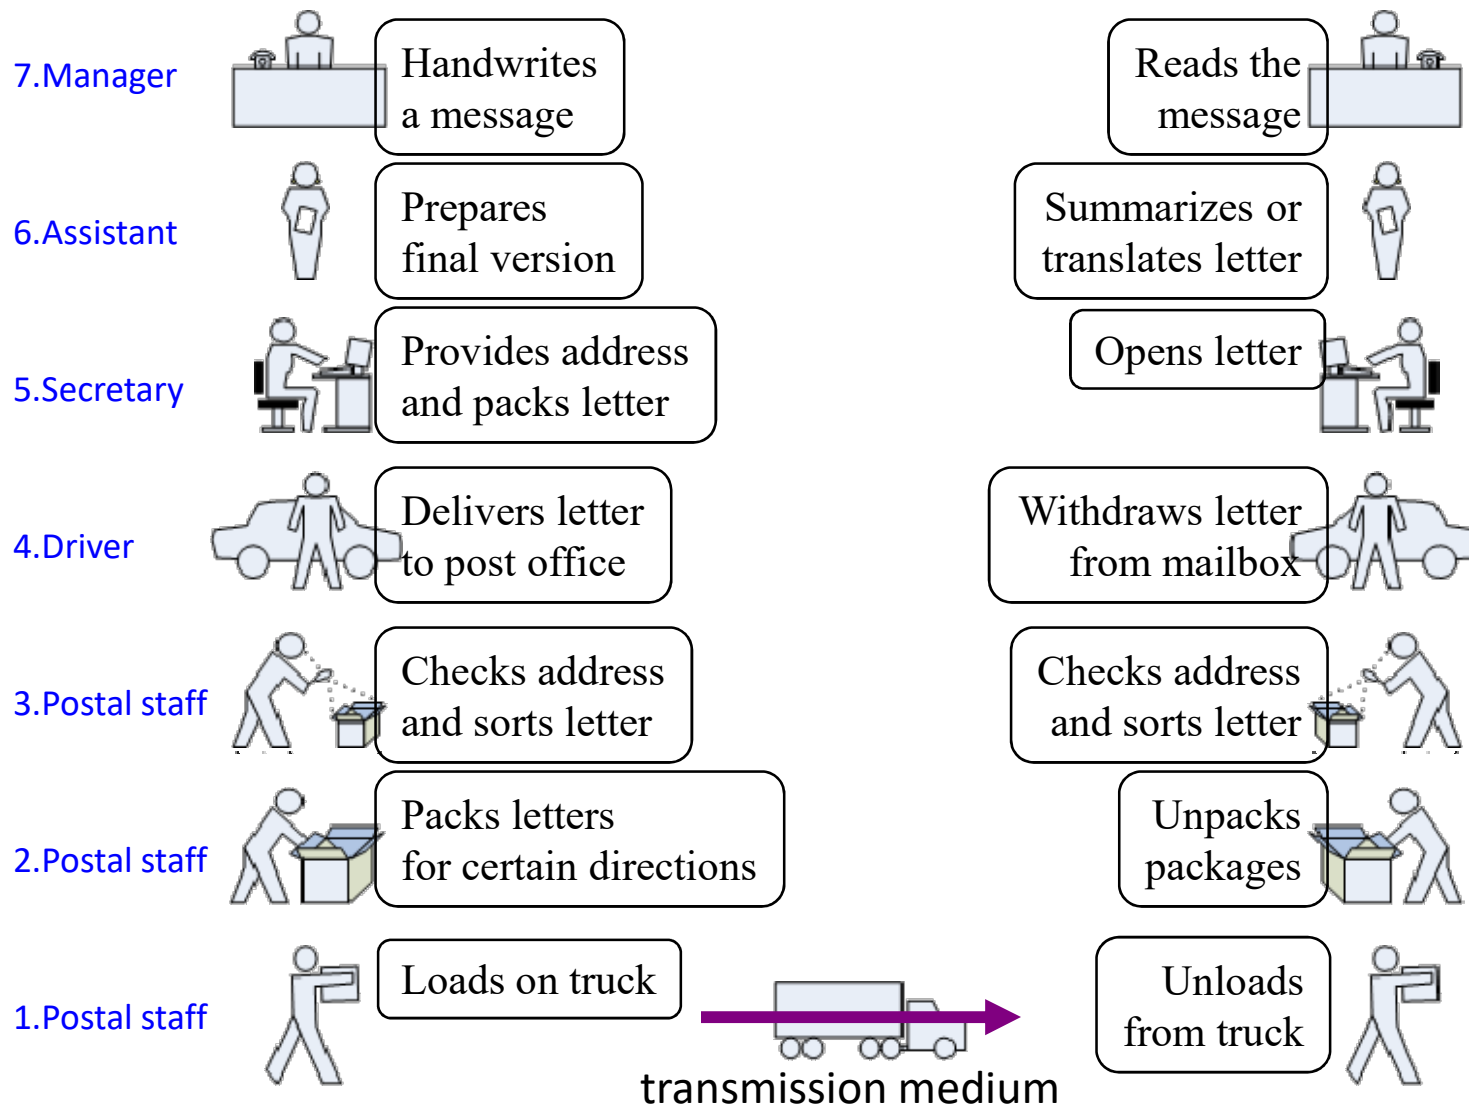 7.Manager
Handwrites
a message
Reads the
message
6.Assistant
Prepares
final version
Summarizes or
translates letter
5.Secretary
Provides address
and packs letter
Opens letter
4.Driver
Delivers letter
to post office
Withdraws letter
from mailbox
3.Postal staff
Checks address
and sorts letter
Checks address
and sorts letter
2.Postal staff
Packs letters
for certain directions
Unpacks
packages
1.Postal staff
Loads on truck
Unloads
from truck
transmission medium